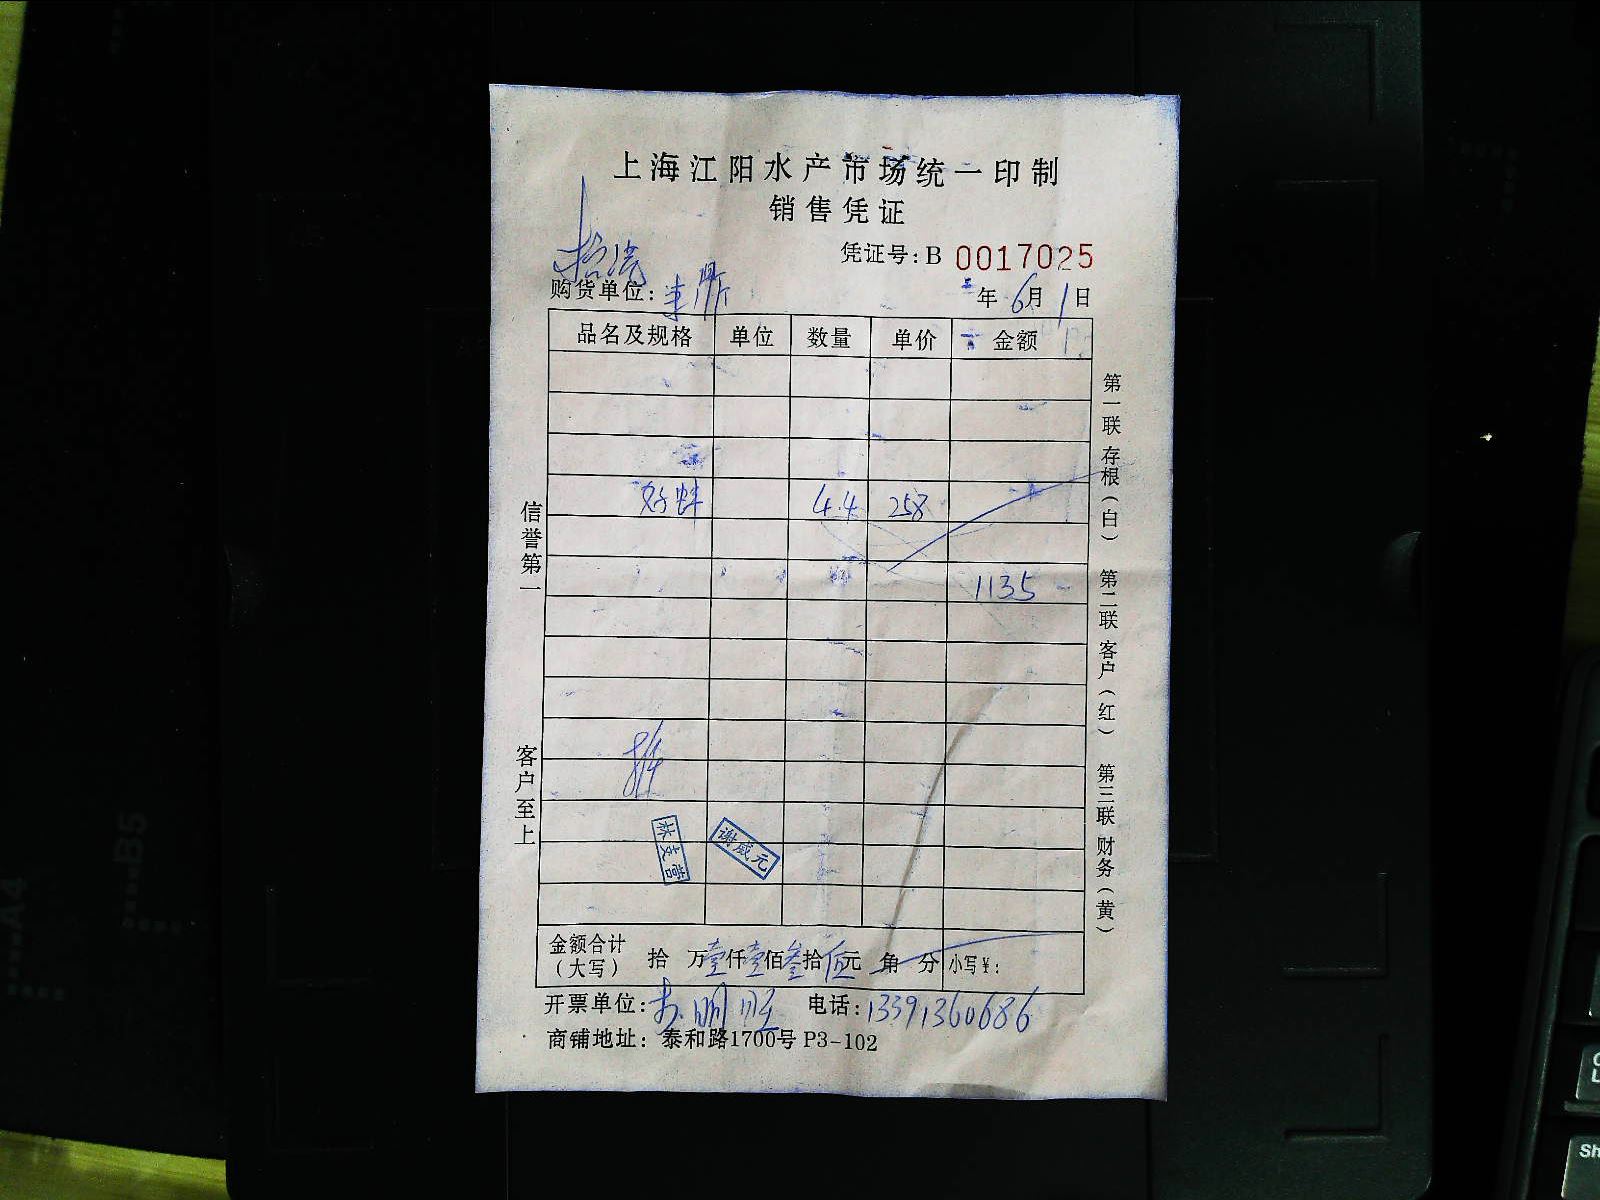 上海江阳水产市场统一印制
销售凭证
凭证号: B 0017025
购货单位:
年 6月 1日
品名及规格 单位 数量 单价 金额
4.4 258
1135
金额合计（大写） 拾 万壹仟壹佰叁拾伍元 角 分 小写¥:
开票单位: 电话: 13391360686
商铺地址: 泰和路1700号 P3-102
信誉第一
客户至上
第一联 存根（白）
第二联 客户（红）
第三联 财务（黄）
谢咸元